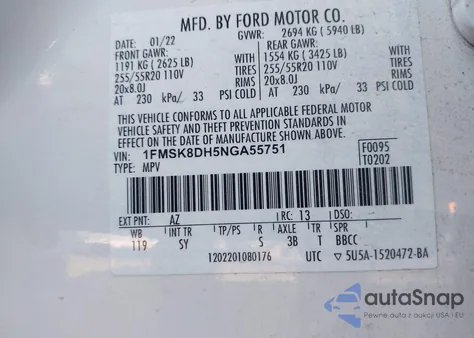 MFD. BY FORD MOTOR CO.
DATE: 01/22 GVWR: 2694 KG (5940 LB)
FRONT GAWR: REAR GAWR:
1191 KG (2625 LB) WITH 1554 KG (3425 LB) WITH
255/55R20 110V TIRES 255/55R20 110V TIRES
20x8.0J RIMS 20x8.0J RIMS
AT 230 kPa/ 33 PSI COLD AT 230 kPa/ 33 PSI COLD
THIS VEHICLE CONFORMS TO ALL APPLICABLE FEDERAL MOTOR
VEHICLE SAFETY AND THEFT PREVENTION STANDARDS IN
EFFECT ON THE DATE OF MANUFACTURE SHOWN ABOVE.
VIN: 1FMSK8DH5NGA55751 F0095
TYPE: MPV T0202
EXT PNT: AZ RC: 13 DSO:
WB INT TR TP/PS R AXLE TR SPR
119 SY S 3B T BBCC
1202201080176 UTC ▽ 5U5A-1520472-BA
autoSnap
Pewne auta z USA i EU